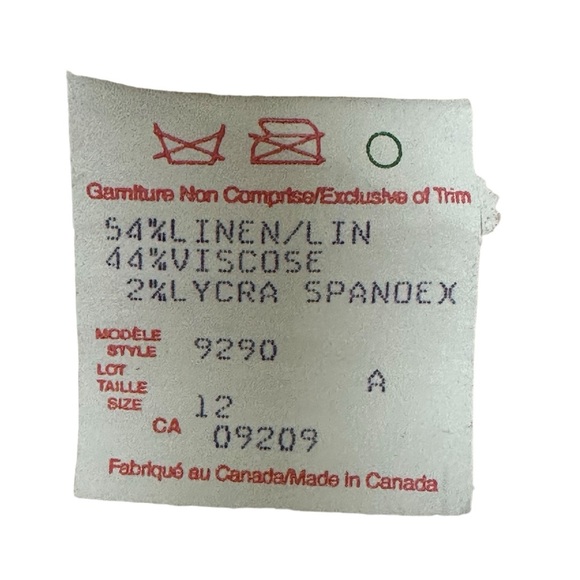 Garniture Non Comprise/Exclusive of Trim
54%LINEN/LIN
44%VISCOSE
2%LYCRA SPANDEX
MODÈLE
STYLE 9290
LOT A
TAILLE
SIZE 12
CA 09209
Fabriqué au Canada/Made in Canada